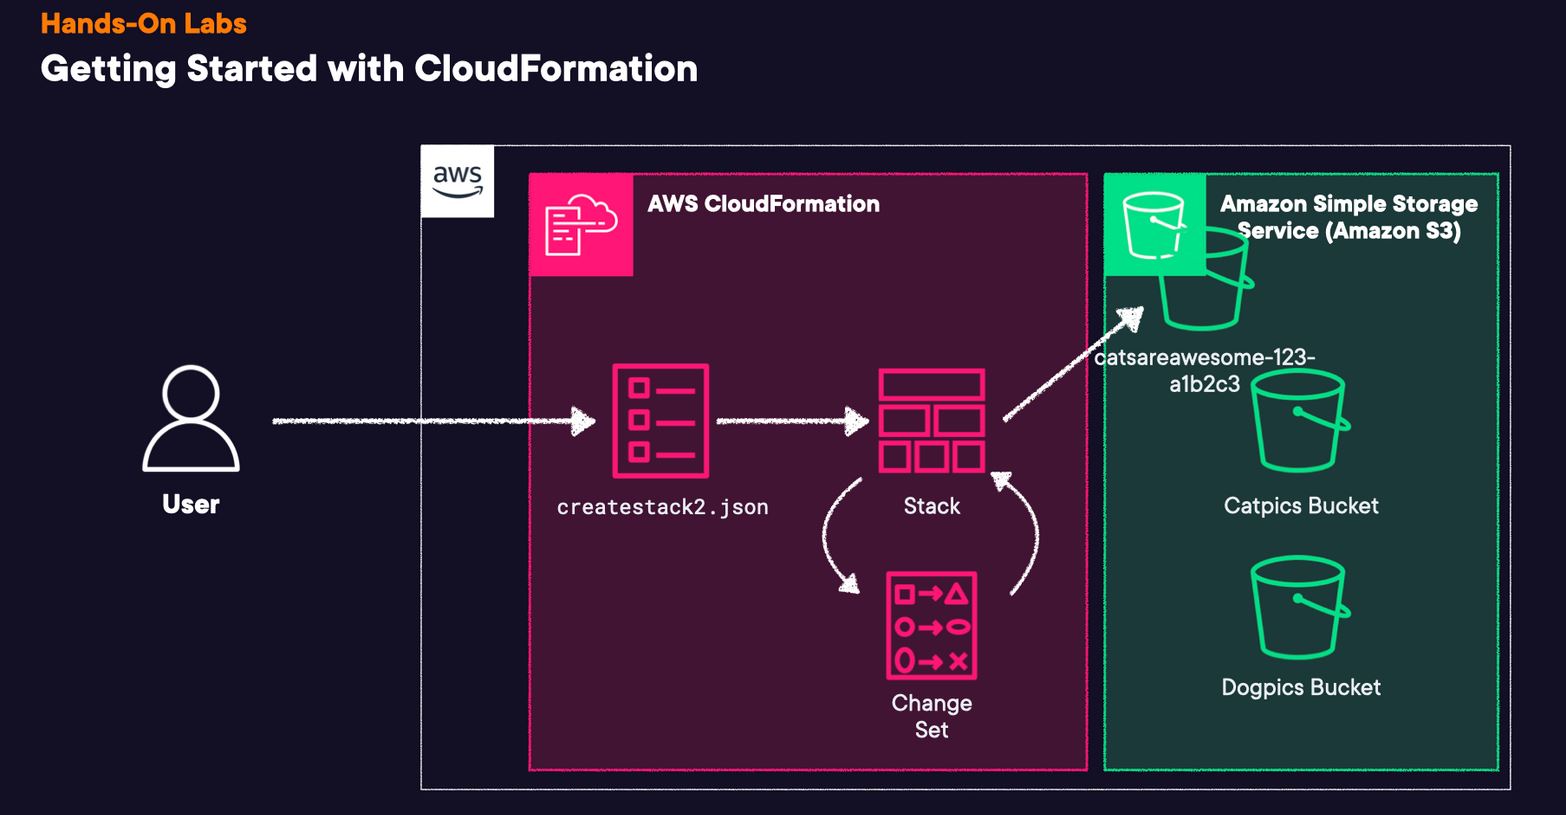 Hands-On Labs
Getting Started with CloudFormation
aws
AWS CloudFormation
Amazon Simple Storage
Service (Amazon S3)
catsareawesome-123-
a1b2c3
User
createstack2.json
Stack
Catpics Bucket
Change
Set
Dogpics Bucket